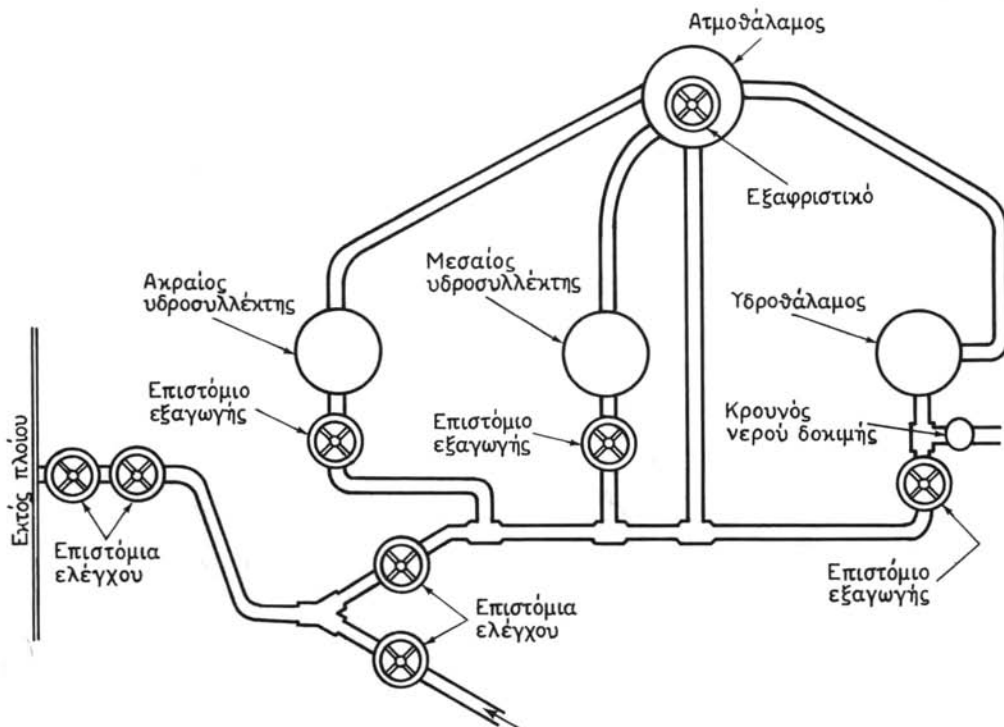 Ατμοθάλαμος
Εξαφριστικό
Ακραίος
υδροσυλλέκτης
Μεσαίος
υδροσυλλέκτης
Υδροθάλαμος
Επιστόμιο
εξαγωγής
Επιστόμιο
εξαγωγής
Κρουνός
νερού δοκιμής
Εκτός πλοίου
Επιστόμια
ελέγχου
Επιστόμια
ελέγχου
Επιστόμιο
εξαγωγής